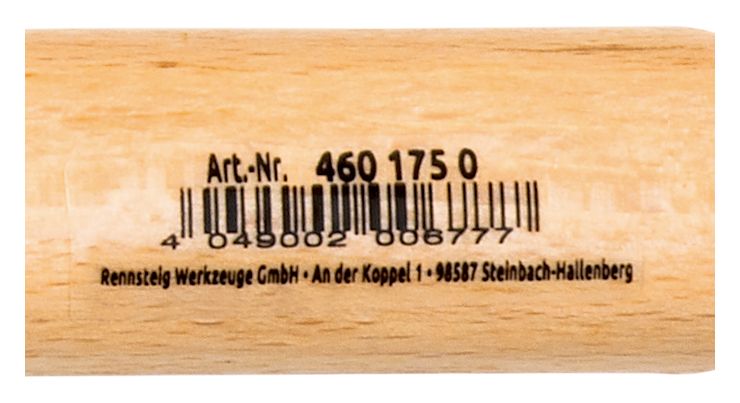 Art.-Nr. 460 175 0
4 049002 006777
Rennsteig Werkzeuge GmbH • An der Koppel 1 • 98587 Steinbach-Hallenberg